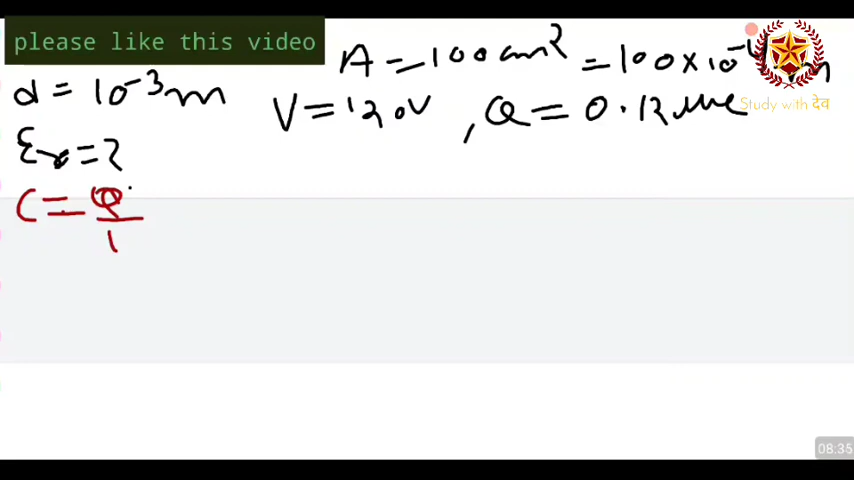 please like this video
A = 100 cm² = 100 × 10⁻⁴ m
d = 10⁻³ m
V = 120V , Q = 0.12 μC
Study with देव
εr = ?
C = Q
08:35